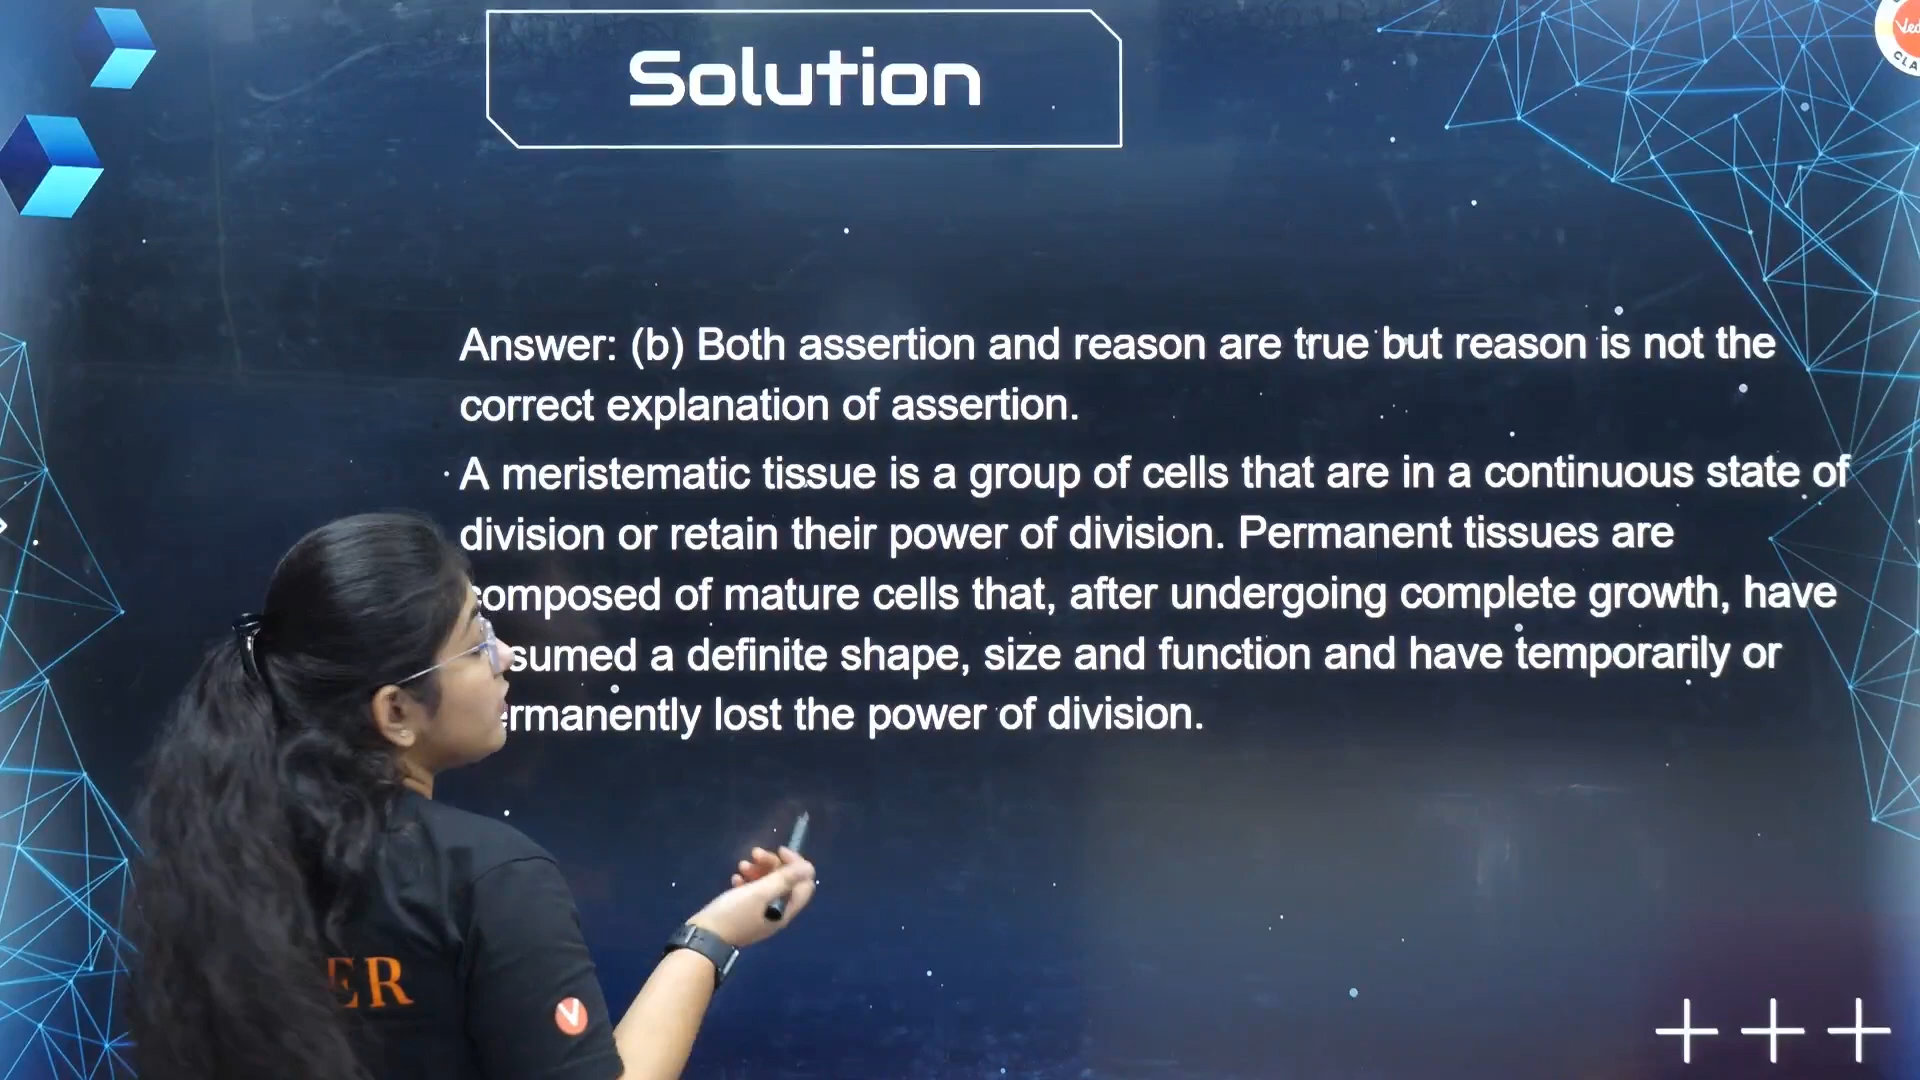 Solution
Answer: (b) Both assertion and reason are true but reason is not the
correct explanation of assertion.
A meristematic tissue is a group of cells that are in a continuous state of
division or retain their power of division. Permanent tissues are
composed of mature cells that, after undergoing complete growth, have
sumed a definite shape, size and function and have temporarily or
ermanently lost the power of division.
ER
V